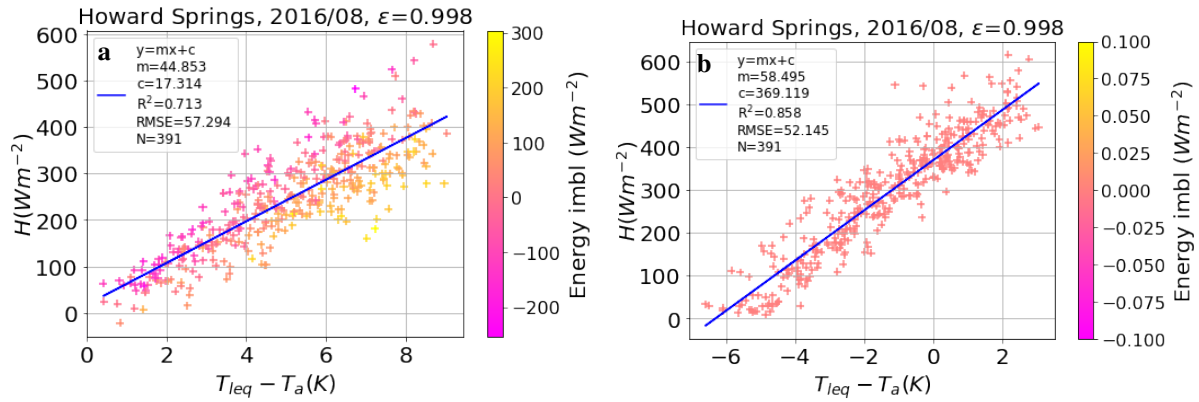 Howard Springs, 2016/08, ε=0.998
a
y=mx+c
m=44.853
c=17.314
R²=0.713
RMSE=57.294
N=391
600
500
400
300
200
100
0
H(Wm⁻²)
0 2 4 6 8
T_leq − T_a(K)
300
200
100
0
−100
−200
Energy imbl (Wm⁻²)
Howard Springs, 2016/08, ε=0.998
b
y=mx+c
m=58.495
c=369.119
R²=0.858
RMSE=52.145
N=391
600
500
400
300
200
100
0
H(Wm⁻²)
−6 −4 −2 0 2
T_leq − T_a(K)
0.100
0.075
0.050
0.025
0.000
−0.025
−0.050
−0.075
−0.100
Energy imbl (Wm⁻²)